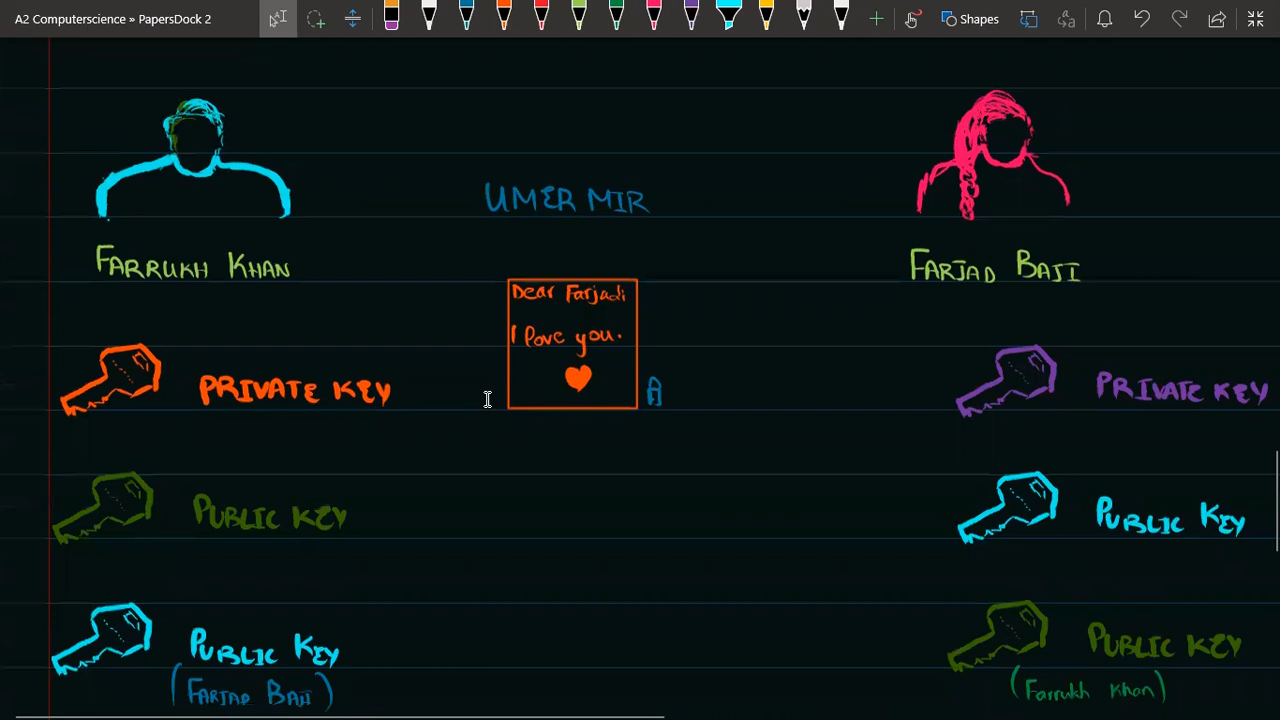 A2 Computerscience » PapersDock 2
Shapes
UMER MIR
FARRUKH KHAN
FARJAD BAJI
Dear Farjadi
I love you.
PRIVATE KEY
PRIVATE KEY
PUBLIC KEY
PUBLIC KEY
PUBLIC KEY
(FARJAD BAJI)
PUBLIC KEY
(Farrukh Khan)